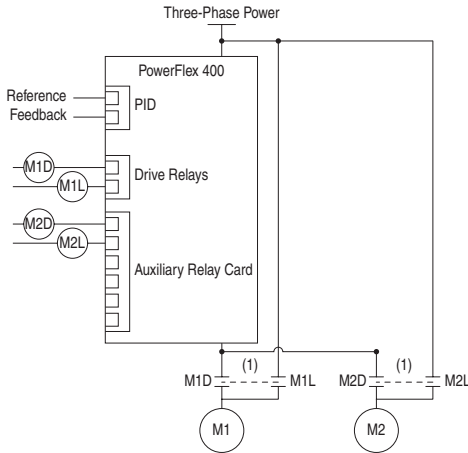 Three-Phase Power
PowerFlex 400
Reference
Feedback
PID
M1D
M1L
Drive Relays
M2D
M2L
Auxiliary Relay Card
(1) (1)
M1D M1L M2D M2L
M1 M2